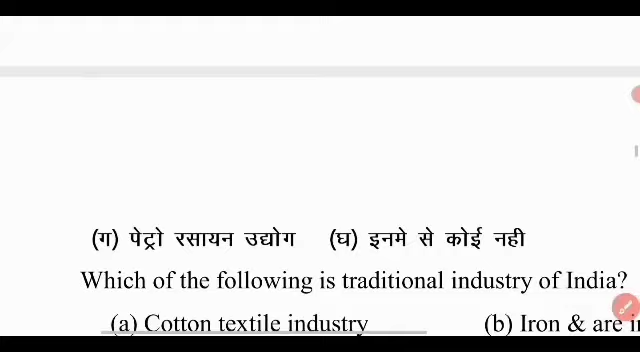 (ग) पेट्रो रसायन उद्योग (घ) इनमे से कोई नही
Which of the following is traditional industry of India?
(a) Cotton textile industry (b) Iron & are